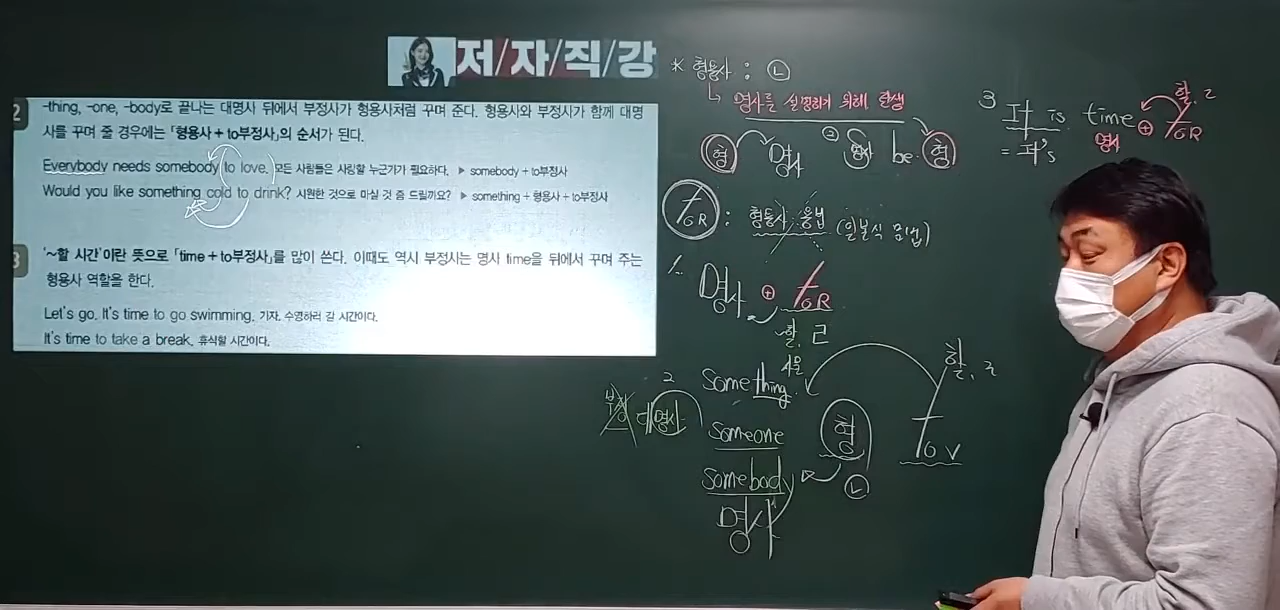 저/자/직/강
2
-thing, -one, -body로 끝나는 대명사 뒤에서 부정사가 형용사처럼 꾸며 준다. 형용사와 부정사가 함께 대명
사를 꾸며 줄 경우에는 「형용사 + to부정사」의 순서가 된다.
Everybody needs somebody to love. 모든 사람들은 사랑할 누군가가 필요하다. ▶ somebody + to부정사
Would you like something cold to drink? 시원한 것으로 마실 것 좀 드릴까요? ▶ something + 형용사 + to부정사
3
'~할 시간'이란 뜻으로 「time + to부정사」를 많이 쓴다. 이때도 역시 부정사는 명사 time을 뒤에서 꾸며 주는
형용사 역할을 한다.
Let's go. It's time to go swimming. 가자. 수영하러 갈 시간이다.
It's time to take a break. 휴식할 시간이다.
* 형용사 : ㄴ
명사를 설명하기 위해 탄생
형 명사 be 형
To R : 형용사 용법 (일본식 문법)
1. 명사 + To R
~할, ㄹ
2 something
대명사
someone 형 To V
somebody ㄴ
명사
3 It is time + To R
= It's 명사